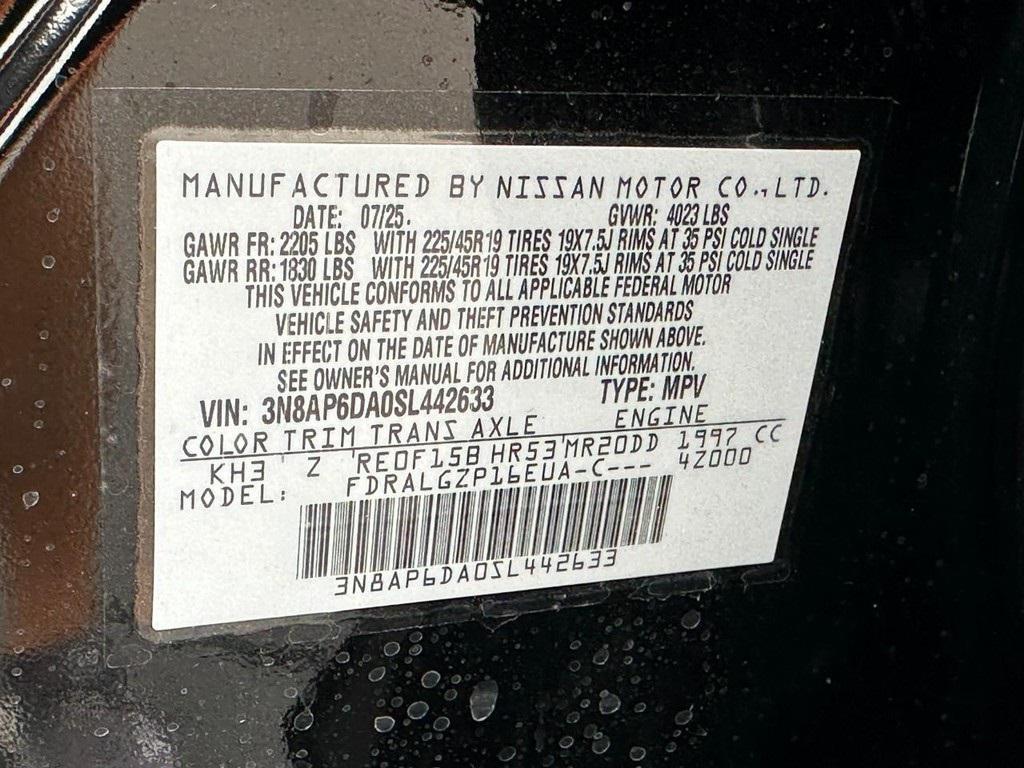 MANUFACTURED BY NISSAN MOTOR CO., LTD.
DATE: 07/25. GVWR: 4023 LBS
GAWR FR: 2205 LBS WITH 225/45R19 TIRES 19X7.5J RIMS AT 35 PSI COLD SINGLE
GAWR RR: 1830 LBS WITH 225/45R19 TIRES 19X7.5J RIMS AT 35 PSI COLD SINGLE
THIS VEHICLE CONFORMS TO ALL APPLICABLE FEDERAL MOTOR
VEHICLE SAFETY AND THEFT PREVENTION STANDARDS
IN EFFECT ON THE DATE OF MANUFACTURE SHOWN ABOVE.
SEE OWNER'S MANUAL FOR ADDITIONAL INFORMATION.
VIN: 3N8AP6DA0SL442633 TYPE: MPV
COLOR TRIM TRANS AXLE ENGINE
KH3 ' Z 'RE0F15B HR53'MR20DD 1997 CC
MODEL: FDRALGZP16EUA-C--- 42000
3N8AP6DA0SL442633